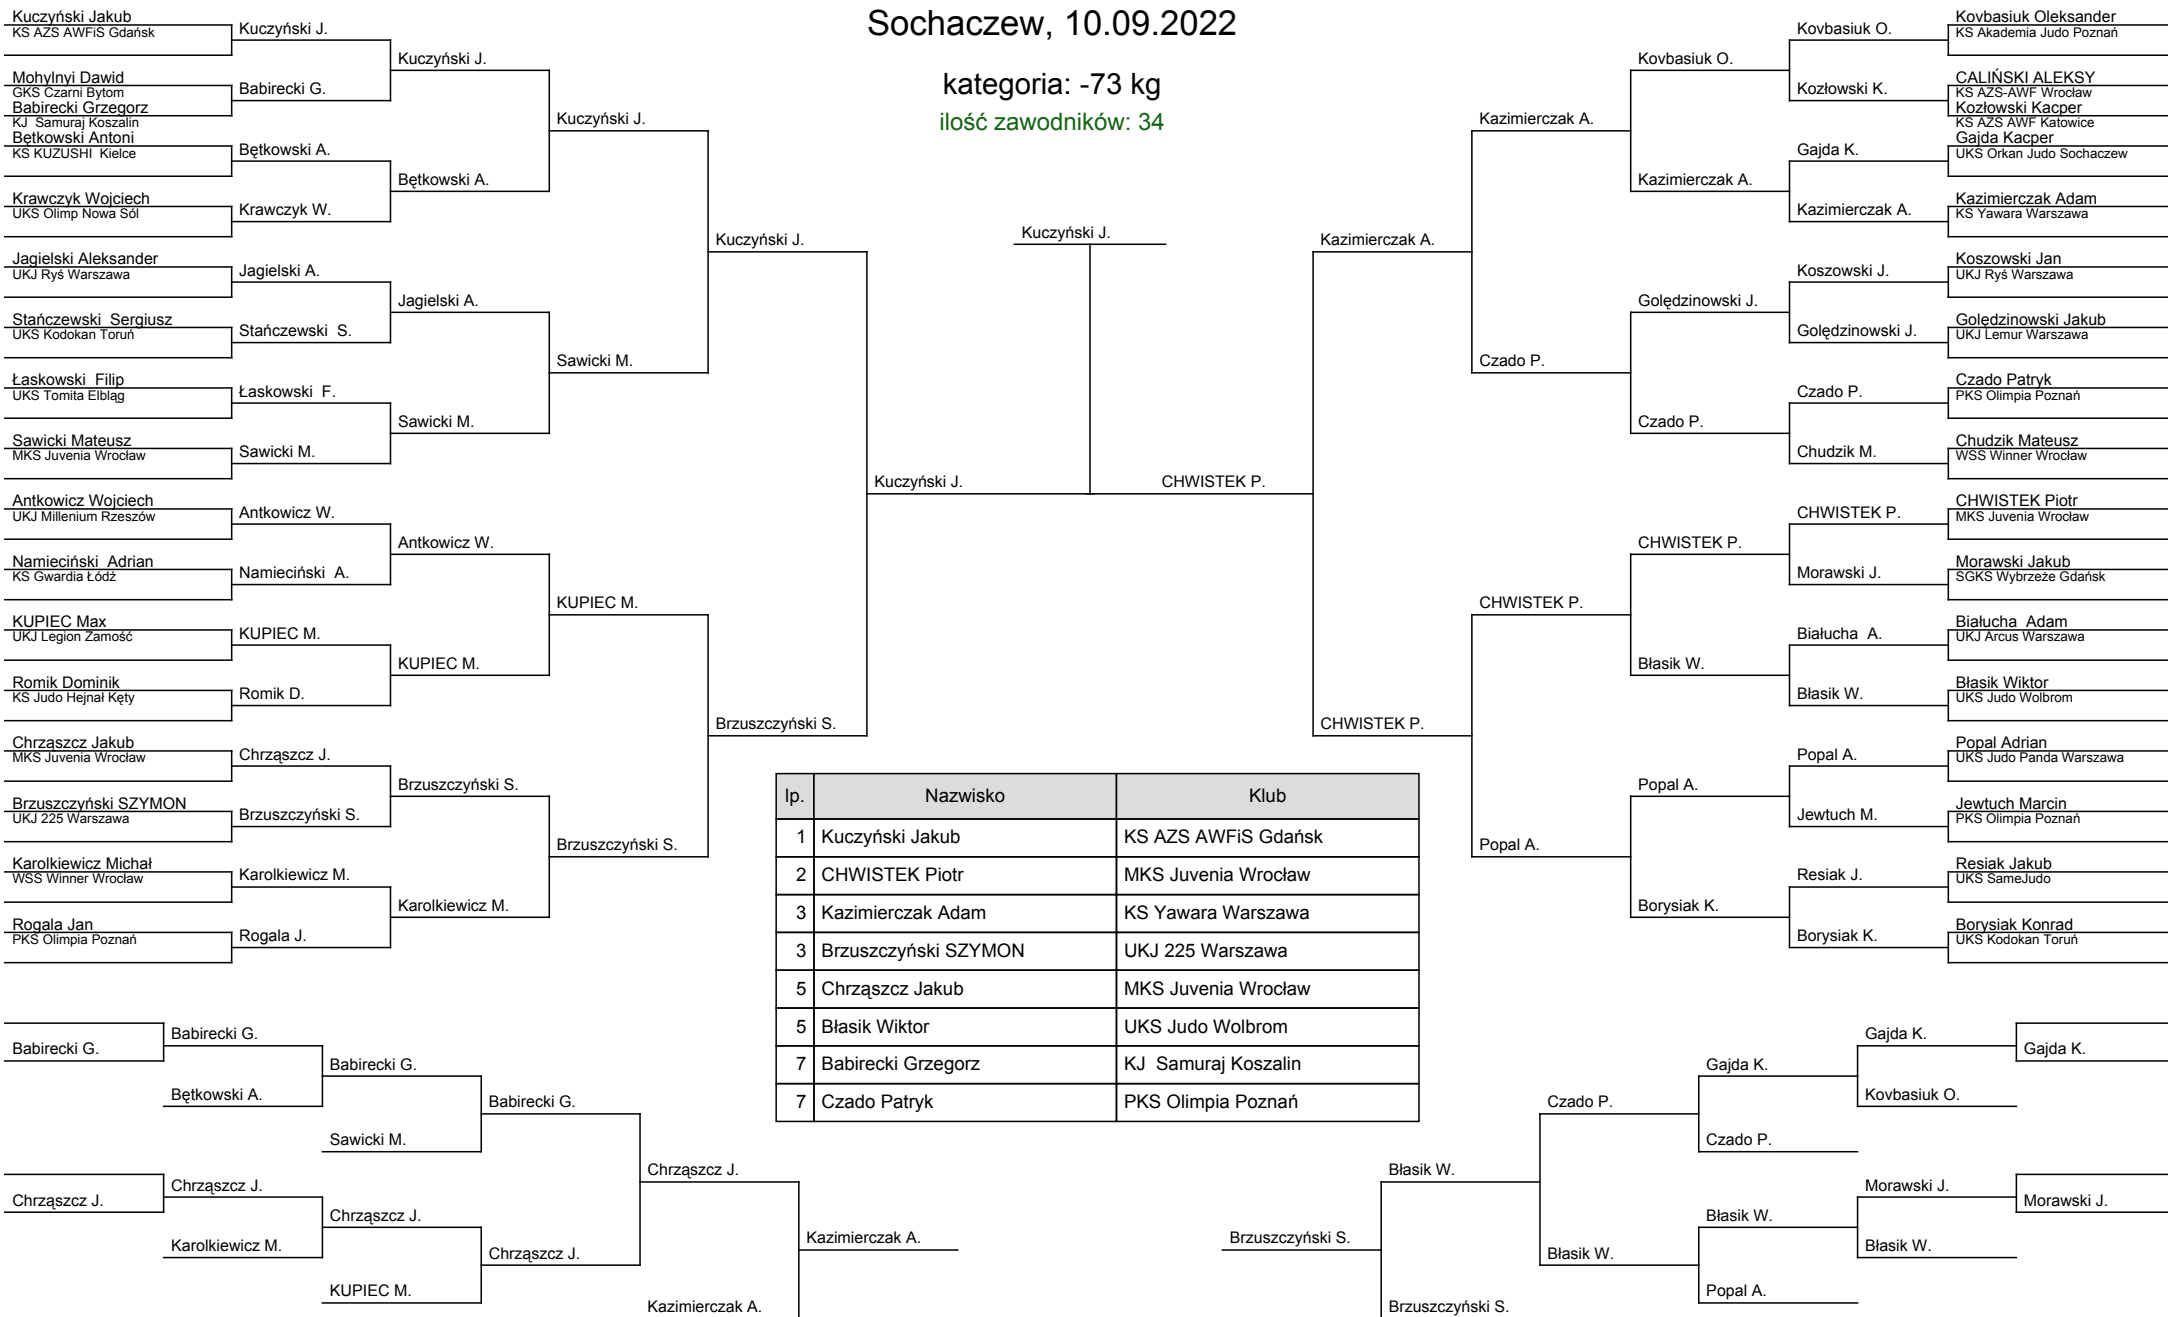 Sochaczew, 10.09.2022
kategoria: -73 kg
ilość zawodników: 34
Kuczyński Jakub
KS AZS AWFiS Gdańsk
Mohylnyi Dawid
GKS Czarni Bytom
Babirecki Grzegorz
KJ  Samuraj Koszalin
Bętkowski Antoni
KS KUZUSHI  Kielce
Krawczyk Wojciech
UKS Olimp Nowa Sól
Jagielski Aleksander
UKJ Ryś Warszawa
Stańczewski  Sergiusz
UKS Kodokan Toruń
Łaskowski  Filip
UKS Tomita Elbląg
Sawicki Mateusz
MKS Juvenia Wrocław
Antkowicz Wojciech
UKJ Millenium Rzeszów
Namieciński  Adrian
KS Gwardia Łódź
KUPIEC Max
UKJ Legion Zamość
Romik Dominik
KS Judo Hejnał Kęty
Chrząszcz Jakub
MKS Juvenia Wrocław
Brzuszczyński SZYMON
UKJ 225 Warszawa
Karolkiewicz Michał
WSS Winner Wrocław
Rogala Jan
PKS Olimpia Poznań
Kuczyński J.
Babirecki G.
Bętkowski A.
Krawczyk W.
Jagielski A.
Stańczewski  S.
Łaskowski  F.
Sawicki M.
Antkowicz W.
Namieciński  A.
KUPIEC M.
Romik D.
Chrząszcz J.
Brzuszczyński S.
Karolkiewicz M.
Rogala J.
Kuczyński J.
Bętkowski A.
Jagielski A.
Sawicki M.
Antkowicz W.
KUPIEC M.
Brzuszczyński S.
Karolkiewicz M.
Kuczyński J.
Sawicki M.
KUPIEC M.
Brzuszczyński S.
Kuczyński J.
Brzuszczyński S.
Kuczyński J.
Kuczyński J.
CHWISTEK P.
Kazimierczak A.
CHWISTEK P.
Kazimierczak A.
Czado P.
CHWISTEK P.
Popal A.
Kovbasiuk O.
Kazimierczak A.
Golędzinowski J.
Czado P.
CHWISTEK P.
Błasik W.
Popal A.
Borysiak K.
Kovbasiuk O.
Kozłowski K.
Gajda K.
Kazimierczak A.
Koszowski J.
Golędzinowski J.
Czado P.
Chudzik M.
CHWISTEK P.
Morawski J.
Białucha  A.
Błasik W.
Popal A.
Jewtuch M.
Resiak J.
Borysiak K.
Kovbasiuk Oleksander
KS Akademia Judo Poznań
CALIŃSKI ALEKSY
KS AZS-AWF Wrocław
Kozłowski Kacper
KS AZS AWF Katowice
Gajda Kacper
UKS Orkan Judo Sochaczew
Kazimierczak Adam
KS Yawara Warszawa
Koszowski Jan
UKJ Ryś Warszawa
Golędzinowski Jakub
UKJ Lemur Warszawa
Czado Patryk
PKS Olimpia Poznań
Chudzik Mateusz
WSS Winner Wrocław
CHWISTEK Piotr
MKS Juvenia Wrocław
Morawski Jakub
SGKS Wybrzeże Gdańsk
Białucha  Adam
UKJ Arcus Warszawa
Błasik Wiktor
UKS Judo Wolbrom
Popal Adrian
UKS Judo Panda Warszawa
Jewtuch Marcin
PKS Olimpia Poznań
Resiak Jakub
UKS SameJudo
Borysiak Konrad
UKS Kodokan Toruń
lp. Nazwisko Klub
1 Kuczyński Jakub KS AZS AWFiS Gdańsk
2 CHWISTEK Piotr MKS Juvenia Wrocław
3 Kazimierczak Adam KS Yawara Warszawa
3 Brzuszczyński SZYMON UKJ 225 Warszawa
5 Chrząszcz Jakub MKS Juvenia Wrocław
5 Błasik Wiktor UKS Judo Wolbrom
7 Babirecki Grzegorz KJ  Samuraj Koszalin
7 Czado Patryk PKS Olimpia Poznań
Babirecki G.
Chrząszcz J.
Babirecki G.
Bętkowski A.
Chrząszcz J.
Karolkiewicz M.
Babirecki G.
Sawicki M.
Chrząszcz J.
KUPIEC M.
Babirecki G.
Chrząszcz J.
Chrząszcz J.
Kazimierczak A.
Kazimierczak A.
Brzuszczyński S.
Błasik W.
Brzuszczyński S.
Czado P.
Błasik W.
Gajda K.
Czado P.
Błasik W.
Popal A.
Gajda K.
Kovbasiuk O.
Morawski J.
Błasik W.
Gajda K.
Morawski J.